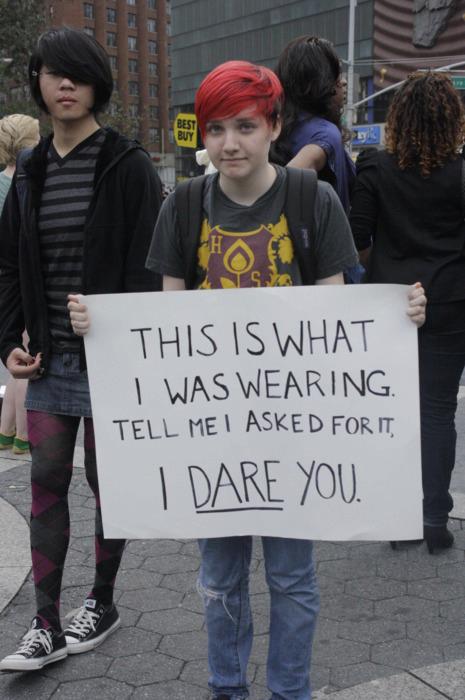 BEST
BUY
H S
THIS IS WHAT
I WAS WEARING.
TELL ME I ASKED FOR IT,
I DARE YOU.